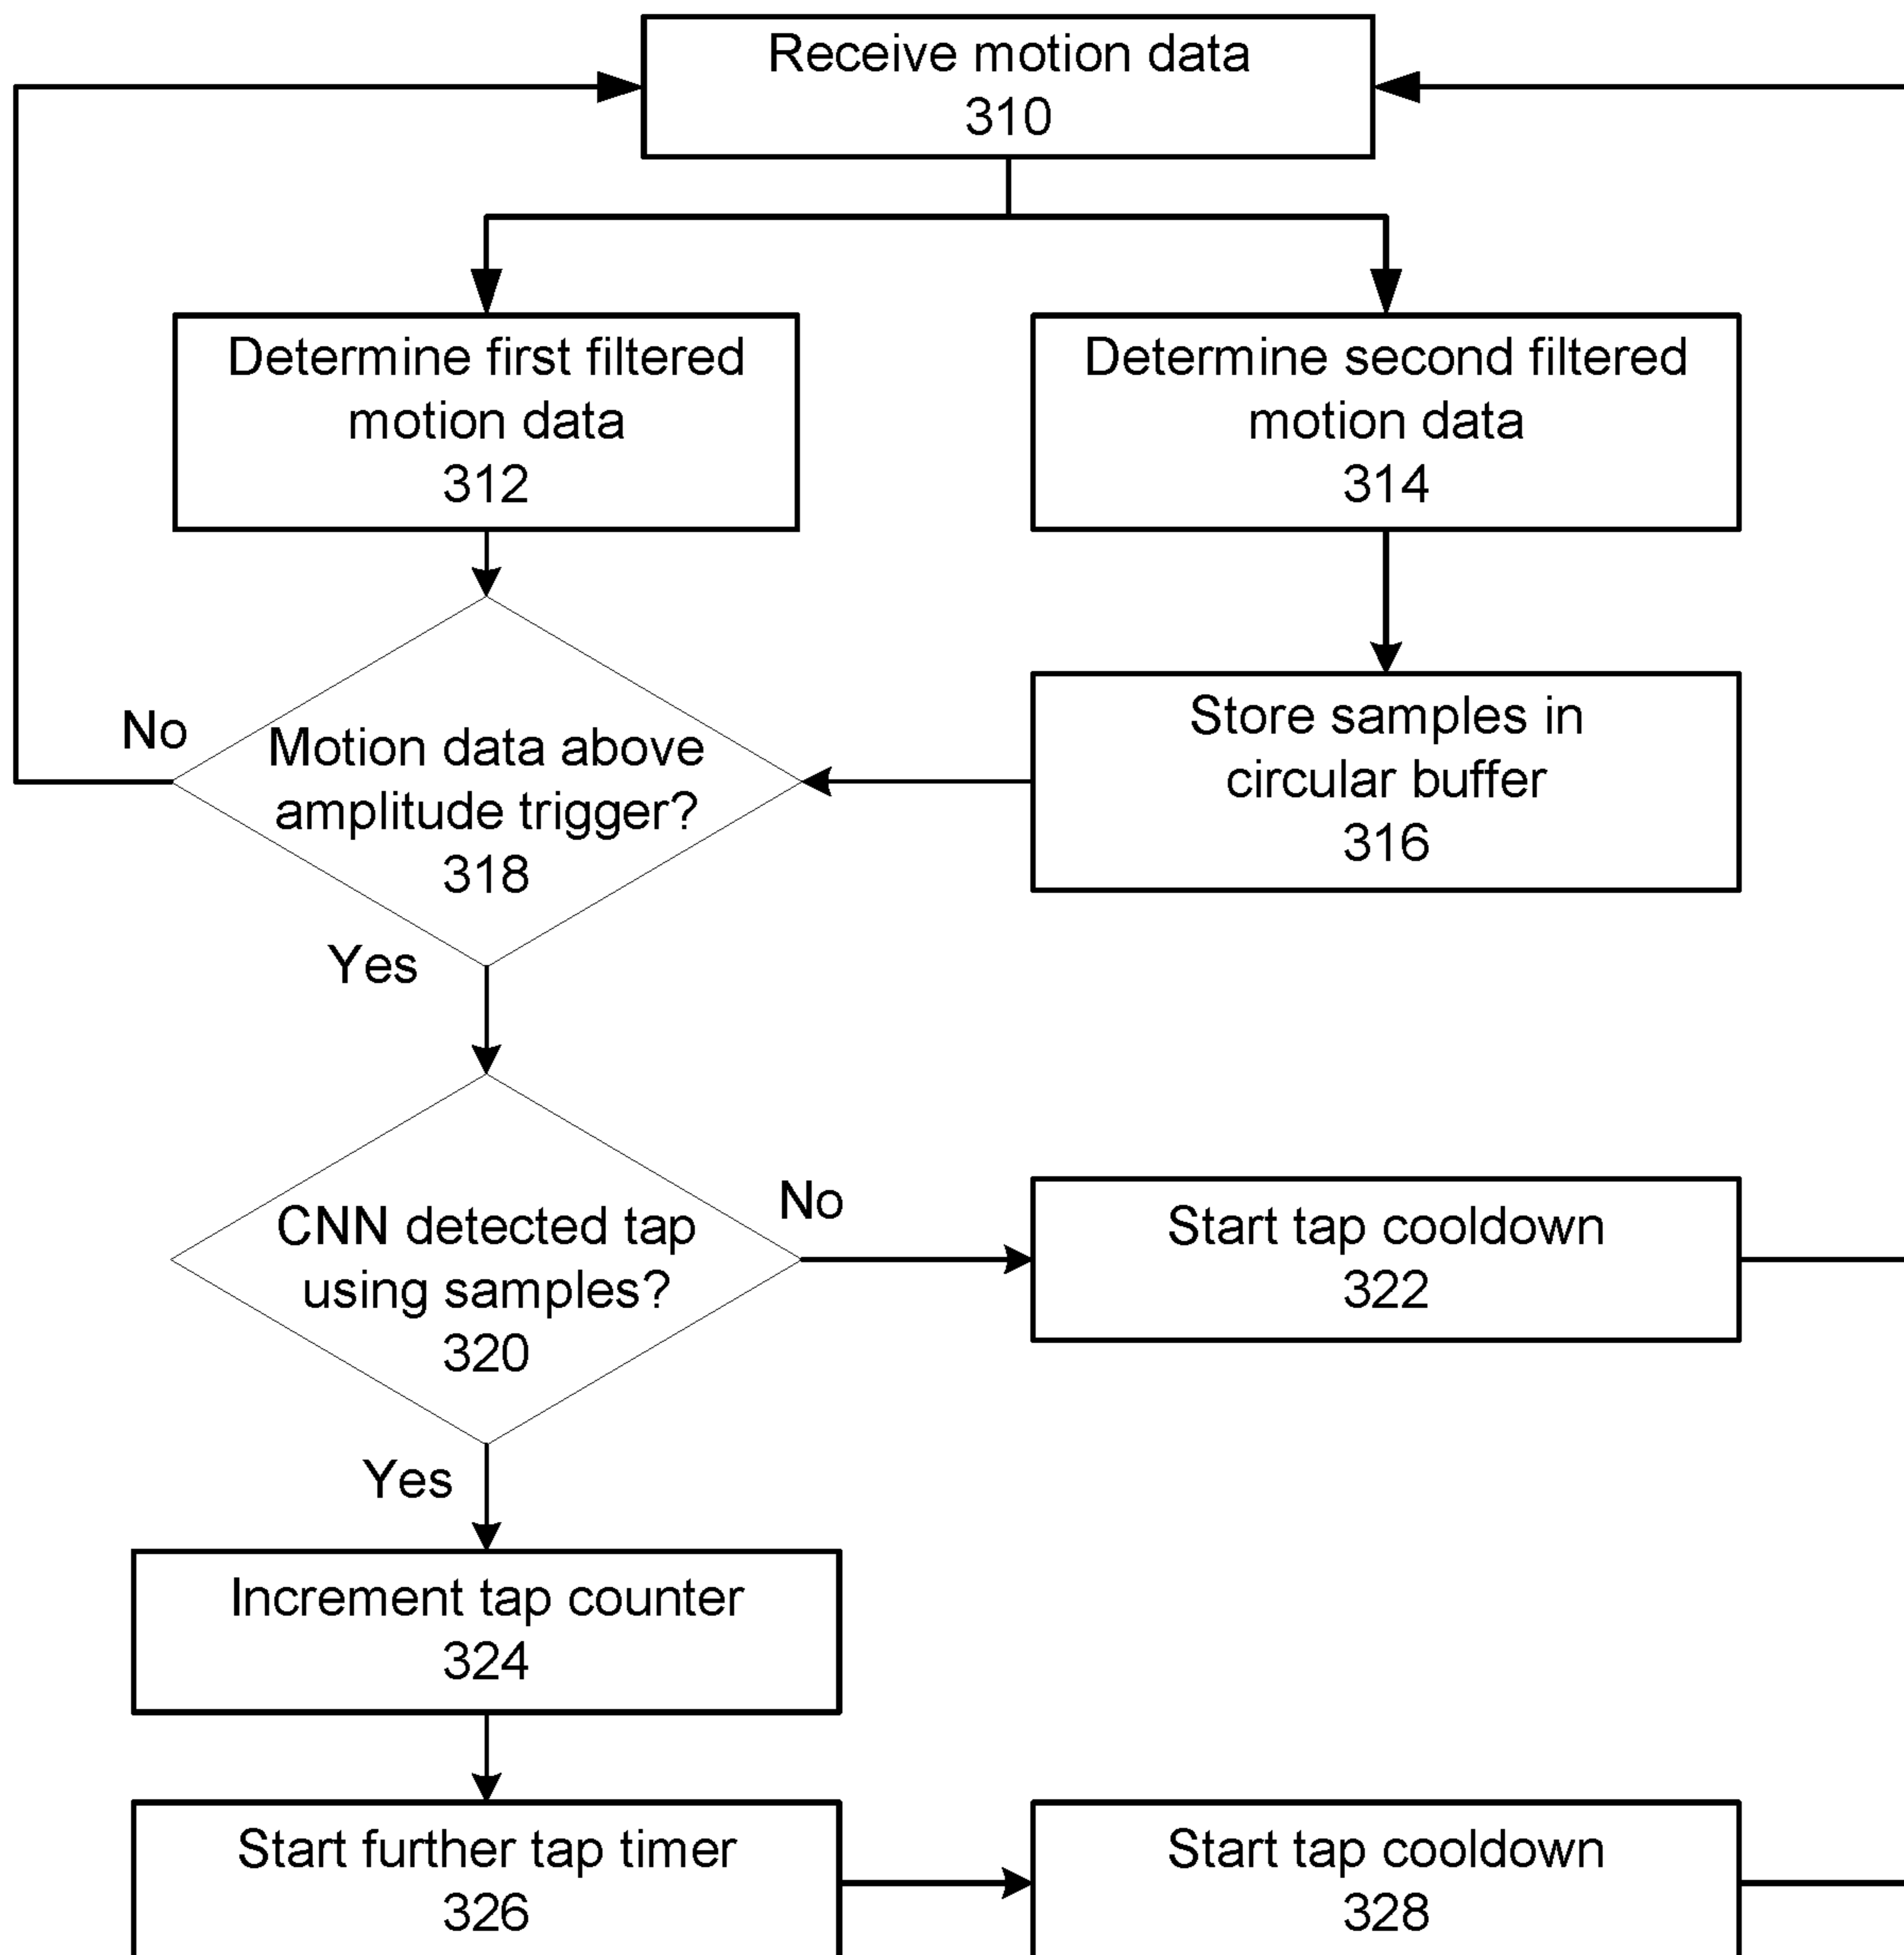 Receive motion data
310
Determine first filtered
motion data
312
Determine second filtered
motion data
314
Store samples in
circular buffer
316
No
Motion data above
amplitude trigger?
318
Yes
CNN detected tap
using samples?
320
No
Start tap cooldown
322
Yes
Increment tap counter
324
Start further tap timer
326
Start tap cooldown
328